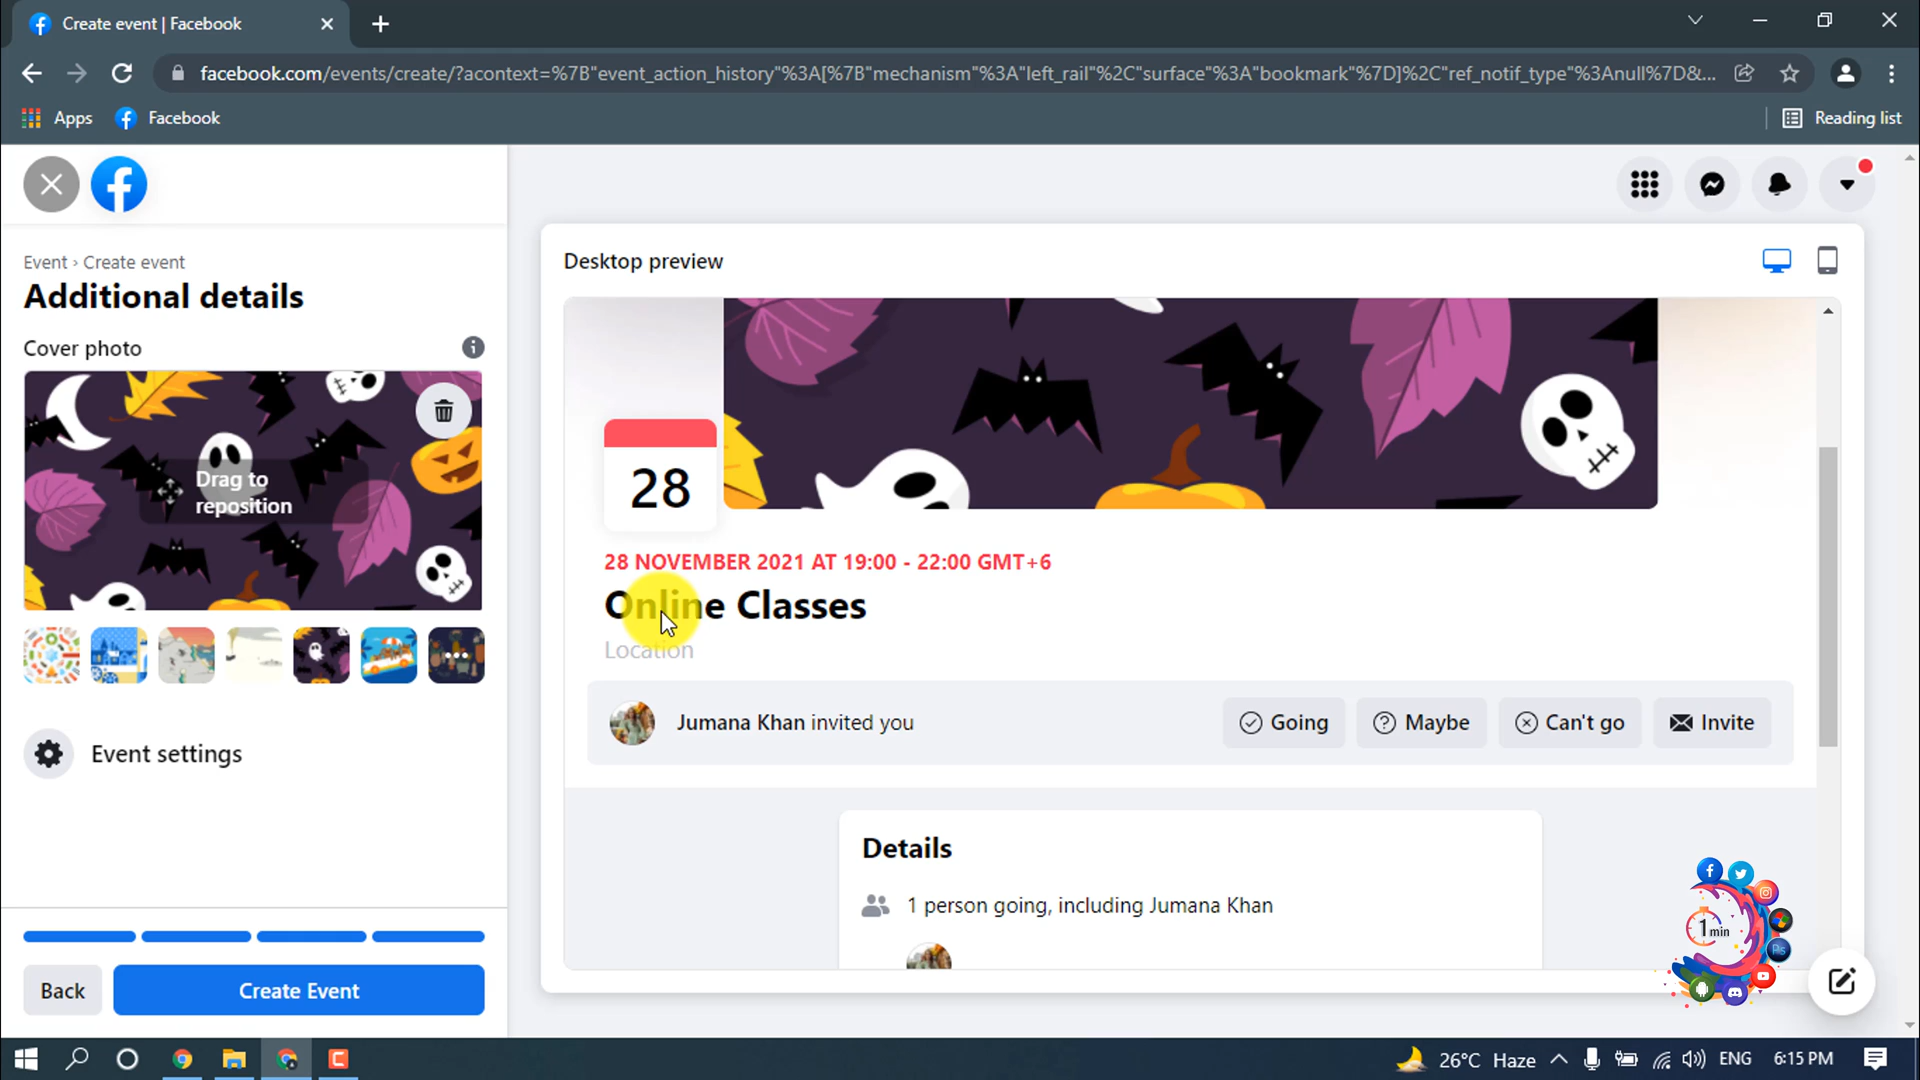 Create event | Facebook
facebook.com/events/create/?acontext=%7B"event_action_history"%3A[%7B"mechanism"%3A"left_rail"%2C"surface"%3A"bookmark"%7D]%2C"ref_notif_type"%3Anull%7D&...
Apps
Facebook
Reading list
Event › Create event
Additional details
Cover photo
Drag to
reposition
Event settings
Back
Create Event
Desktop preview
28
28 NOVEMBER 2021 AT 19:00 - 22:00 GMT+6
Online Classes
Location
Jumana Khan invited you
Going
Maybe
Can't go
Invite
Details
1 person going, including Jumana Khan
1 min
Ps
26°C Haze
ENG
6:15 PM